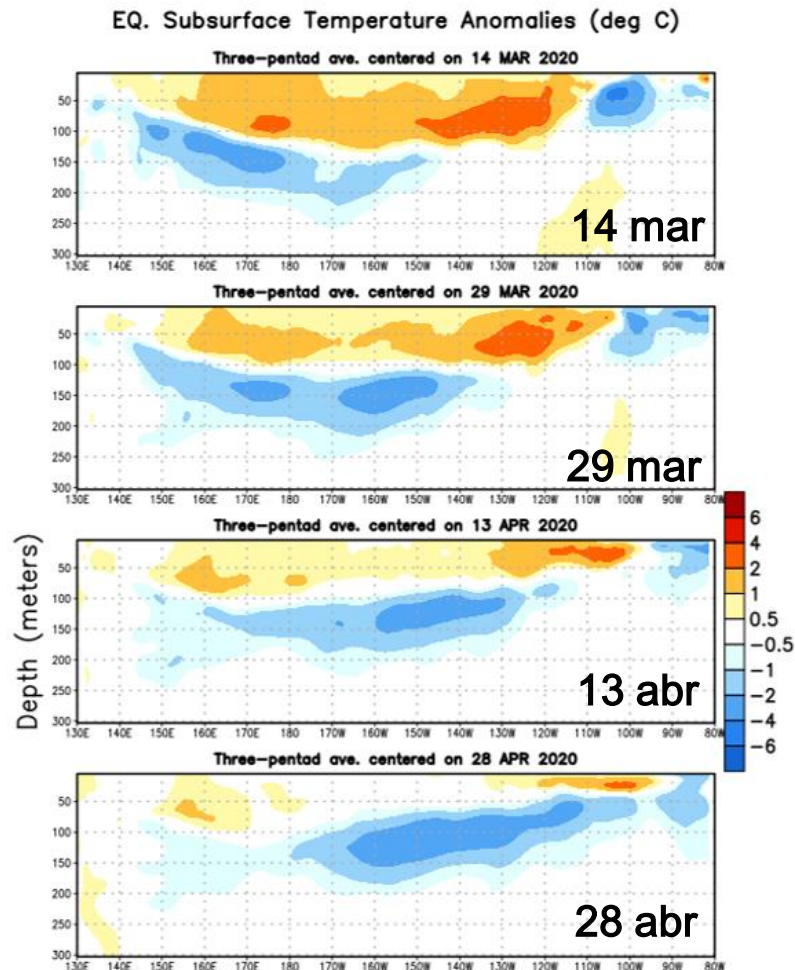 EQ. Subsurface Temperature Anomalies (deg C)
Three-pentad ave. centered on 14 MAR 2020
50
100
150
200
250
300
14 mar
130E 140E 150E 160E 170E 180 170W 160W 150W 140W 130W 120W 110W 100W 90W 80W
Three-pentad ave. centered on 29 MAR 2020
50
100
150
200
250
300
29 mar
130E 140E 150E 160E 170E 180 170W 160W 150W 140W 130W 120W 110W 100W 90W 80W
Three-pentad ave. centered on 13 APR 2020
50
100
150
200
250
300
13 abr
130E 140E 150E 160E 170E 180 170W 160W 150W 140W 130W 120W 110W 100W 90W 80W
Three-pentad ave. centered on 28 APR 2020
50
100
150
200
250
300
28 abr
130E 140E 150E 160E 170E 180 170W 160W 150W 140W 130W 120W 110W 100W 90W 80W
Depth (meters)
6
4
2
1
0.5
-0.5
-1
-2
-4
-6